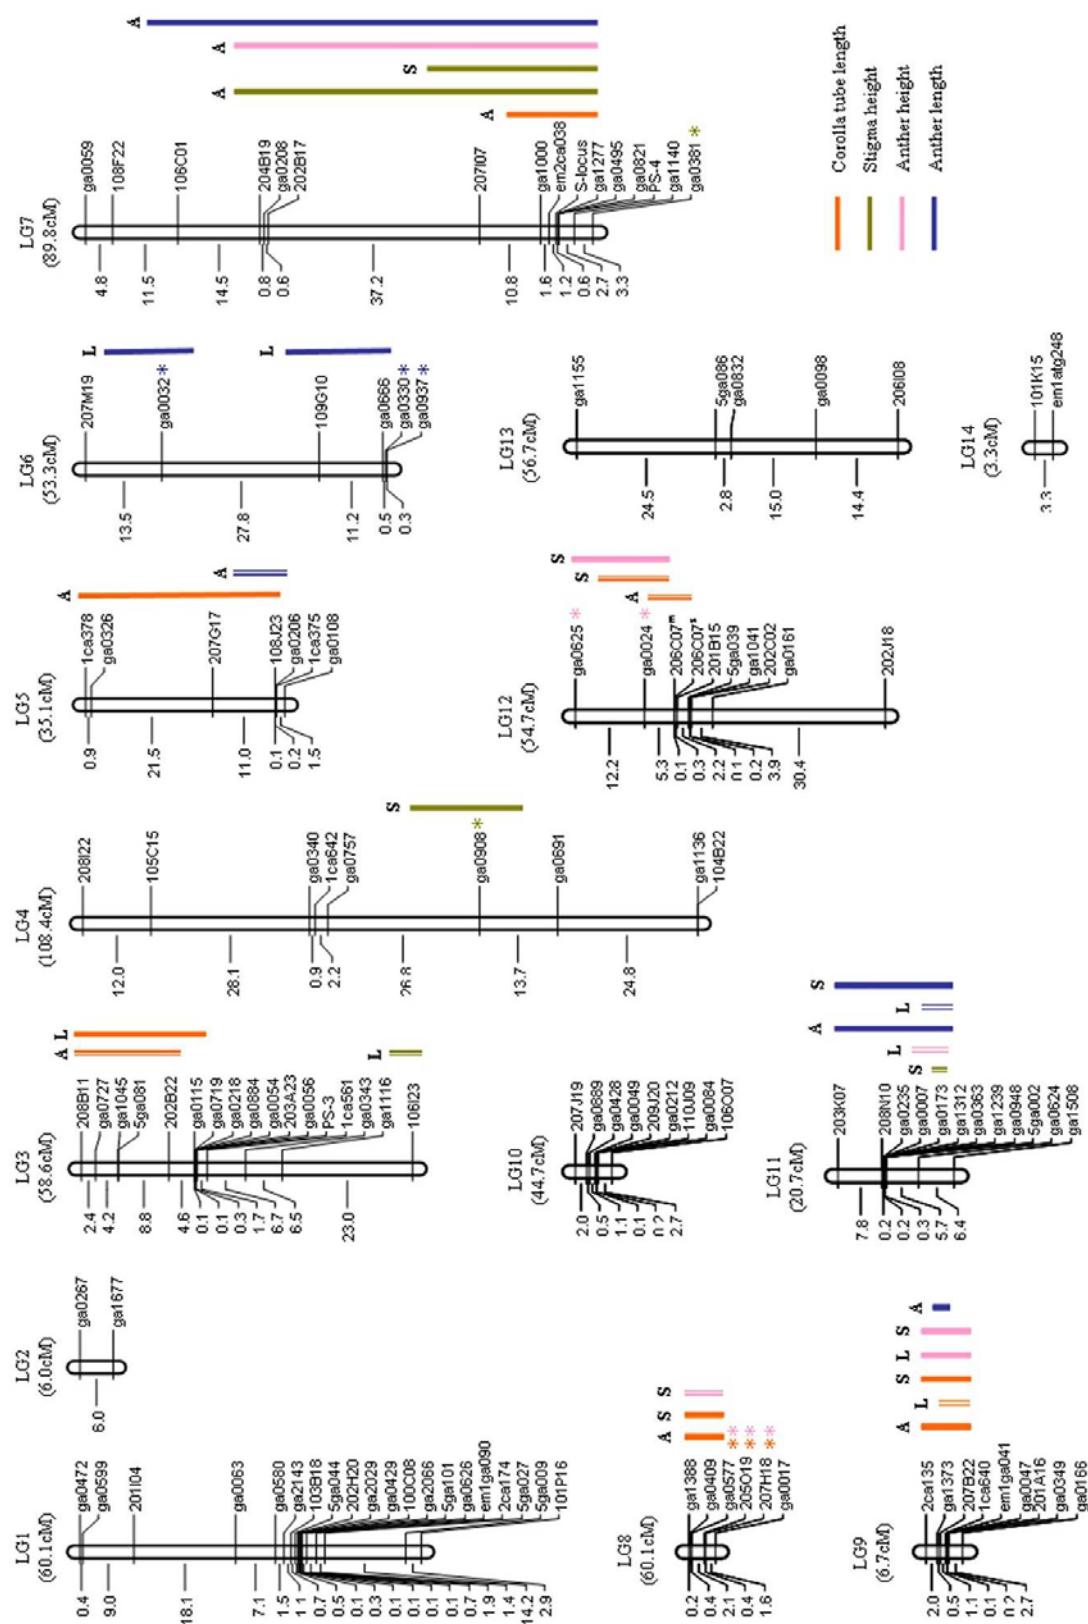 LG1
(60.1cM)
0.4
9.0
18.1
7.1
1.5
1.1
0.7
0.5
0.1
0.3
0.1
0.1
0.1
0.7
1.9
1.4
14.2
2.9
ga0472
ga0599
201I04
ga0063
ga0580
ga2143
103B18
5ga044
202H20
ga2029
ga0429
100C08
ga2066
5ga101
ga0626
em1ga090
2ca174
5ga027
5ga009
101P16
LG2
(6.0cM)
6.0
ga0267
ga1677
LG3
(58.6cM)
2.4
4.2
8.8
4.6
0.1
0.1
0.3
1.7
6.7
6.5
23.0
208B11
ga0727
ga1045
5ga081
202B22
ga0115
ga0719
ga0218
ga0884
ga0054
203A23
ga0056
PS-3
1ca561
ga0343
ga1116
106I23
A L
L
LG4
(108.4cM)
12.0
28.1
0.9
2.2
26.8
13.7
24.8
208I22
105C15
ga0340
1ca642
ga0757
ga0908 *
ga0691
ga1136
104B22
S
LG5
(35.1cM)
0.9
21.5
11.0
0.1
0.2
1.5
1ca378
ga0326
207G17
108J23
ga0206
1ca375
ga0108
A
A
LG6
(53.3cM)
13.5
27.8
11.2
0.5
0.3
207M19
ga0032 *
109G10
ga0666
ga0330 *
ga0937 *
L
L
LG7
(89.8cM)
4.8
11.5
14.5
0.8
0.6
37.2
10.8
1.6
1.2
0.6
2.7
3.3
ga0059
108F22
106C01
204B19
ga0208
202B17
207I07
ga1000
em2ca038
S-locus
ga1277
ga0495
ga0821
PS-4
ga1140
ga0381 *
A
A
S
A
A
LG8
(60.1cM)
0.2
0.4
2.1
0.4
1.6
ga1388
ga0409
ga0577 **
205O19 **
207H18 **
ga0017
A S S
LG9
(6.7cM)
2.0
0.5
1.1
0.1
0.2
2.7
2ca135
ga1373
207B22
1ca640
em1ga041
ga0047
201A16
ga0349
ga0166
A L S L S A
LG10
(44.7cM)
2.0
0.5
1.1
0.1
0.2
2.7
207J19
ga0889
ga0428
ga0049
209J20
ga0212
110J09
ga0084
106O07
LG11
(20.7cM)
7.8
0.2
0.2
0.3
5.7
6.4
203K07
208N10
ga0235
ga0007
ga0173
ga1312
ga0363
ga1239
ga0948
5ga002
ga0624
ga1508
S L A L S
LG12
(54.7cM)
12.2
5.3
0.1
0.3
2.2
0.1
0.2
3.9
30.4
ga0625 *
ga0024 *
206C07m
206C07s
201B15
5ga039
ga1041
202C02
ga0161
202J18
A S S
LG13
(56.7cM)
24.5
2.8
15.0
14.4
ga1155
5ga086
ga0832
ga0098
206I08
LG14
(3.3cM)
3.3
101K15
em1atg248
Corolla tube length
Stigma height
Anther height
Anther length